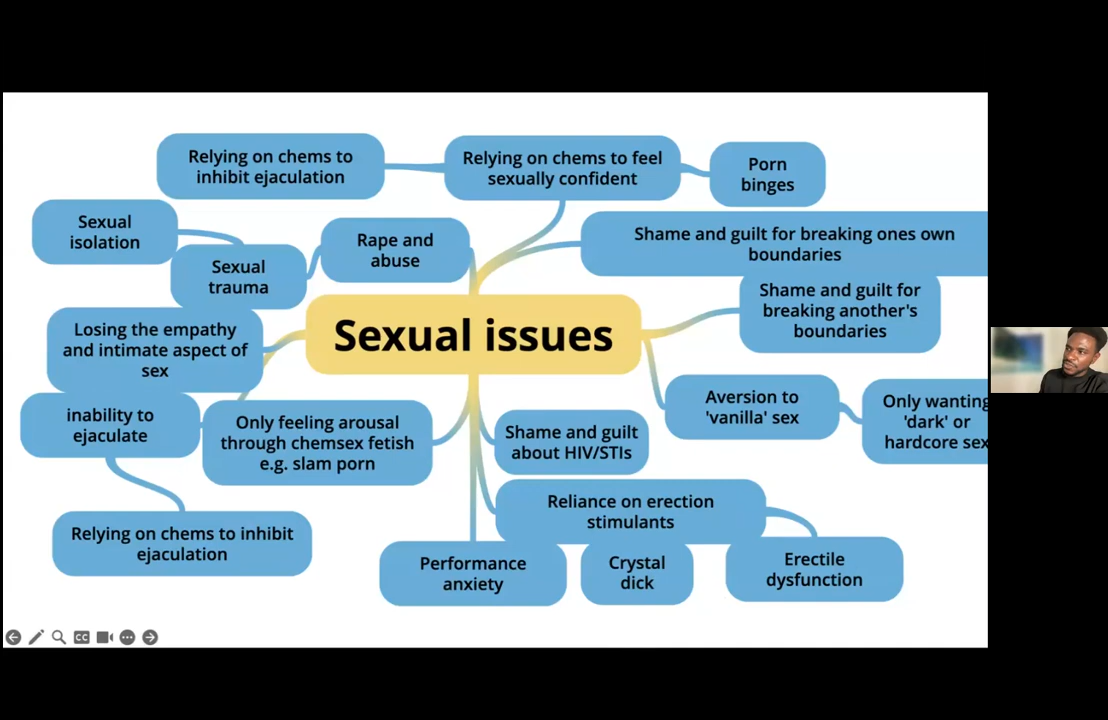 Relying on chems to
inhibit ejaculation
Relying on chems to feel
sexually confident
Porn
binges
Sexual
isolation
Rape and
abuse
Shame and guilt for breaking ones own
boundaries
Sexual
trauma
Shame and guilt for
breaking another's
boundaries
Losing the empathy
and intimate aspect of
sex
Sexual issues
Aversion to
'vanilla' sex
Only wanting
'dark' or
hardcore sex
inability to
ejaculate
Only feeling arousal
through chemsex fetish
e.g. slam porn
Shame and guilt
about HIV/STIs
Reliance on erection
stimulants
Relying on chems to inhibit
ejaculation
Performance
anxiety
Crystal
dick
Erectile
dysfunction
CC